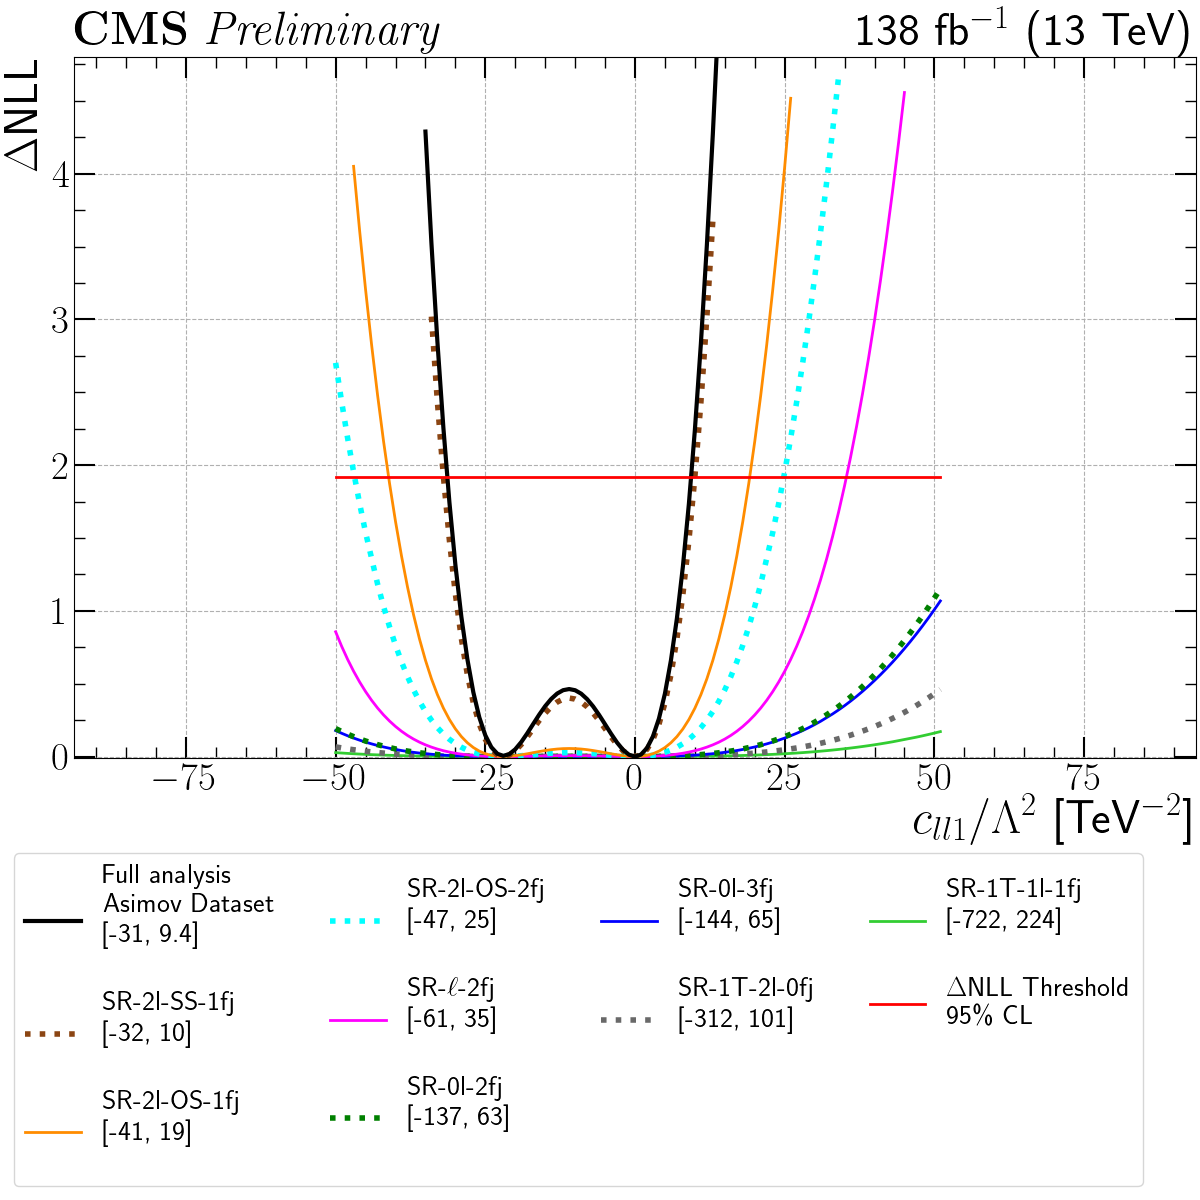 CMS Preliminary
138 fb⁻¹ (13 TeV)
ΔNLL
4
3
2
1
0
−75 −50 −25 0 25 50 75
c_{ll1}/Λ² [TeV⁻²]
Full analysis
Asimov Dataset
[-31, 9.4]
SR-2l-SS-1fj
[-32, 10]
SR-2l-OS-1fj
[-41, 19]
SR-2l-OS-2fj
[-47, 25]
SR-ℓ-2fj
[-61, 35]
SR-0l-2fj
[-137, 63]
SR-0l-3fj
[-144, 65]
SR-1T-2l-0fj
[-312, 101]
SR-1T-1l-1fj
[-722, 224]
ΔNLL Threshold
95% CL